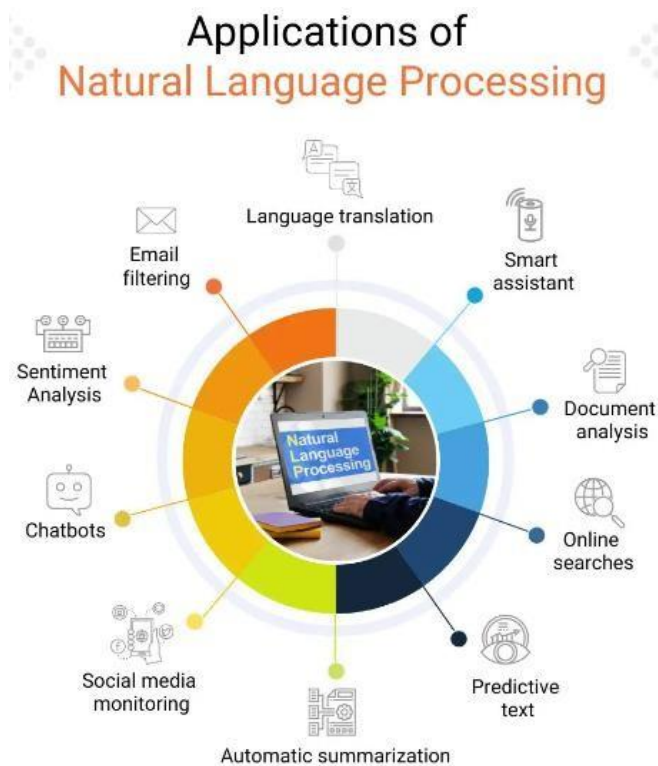 Applications of
Natural Language Processing
Language translation
Smart
assistant
Document
analysis
Online
searches
Predictive
text
Automatic summarization
Social media
monitoring
Chatbots
Sentiment
Analysis
Email
filtering
Natural
Language
Processing